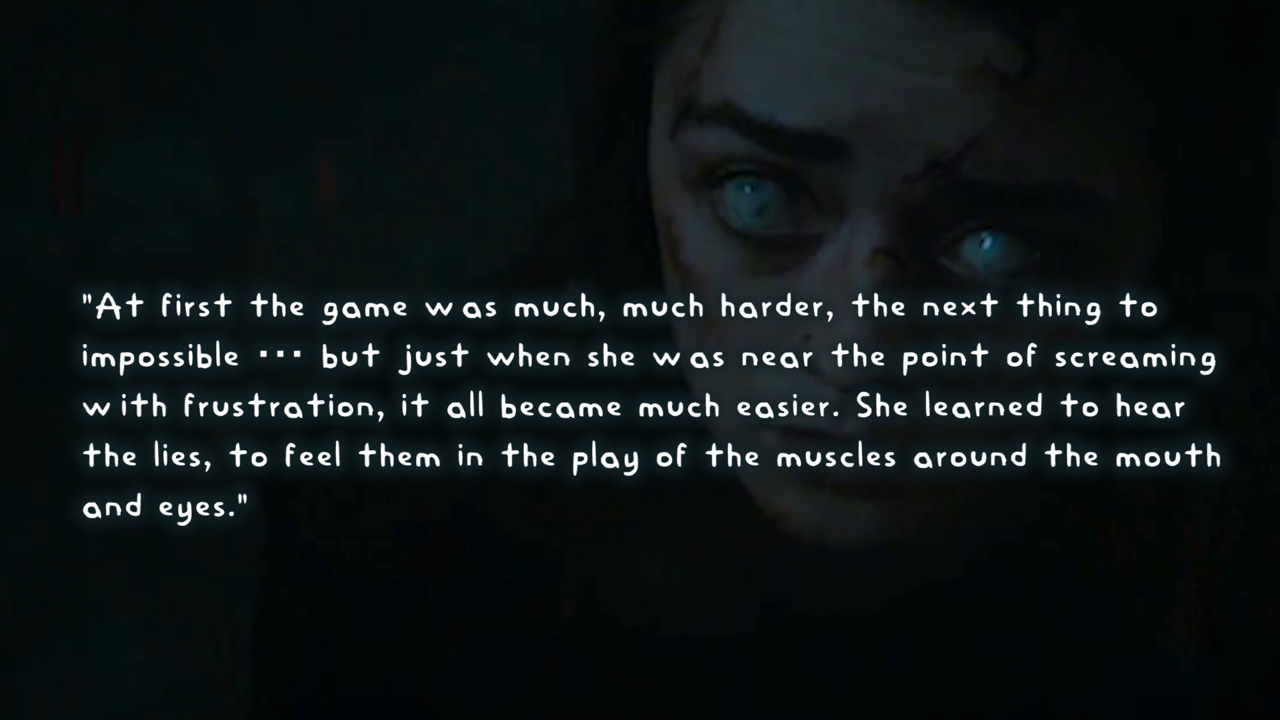 "At first the game was much, much harder, the next thing to
impossible ... but just when she was near the point of screaming
with frustration, it all became much easier. She learned to hear
the lies, to feel them in the play of the muscles around the mouth
and eyes."